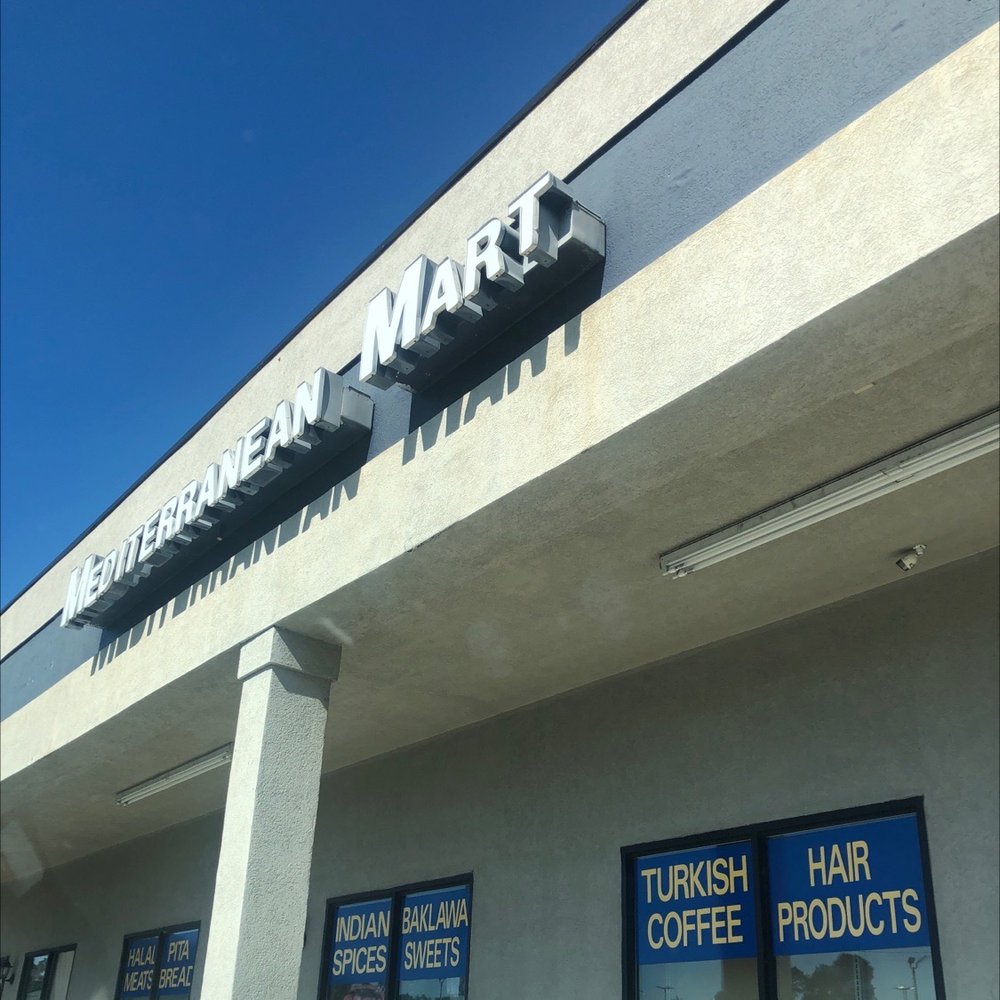 MEDITERRANEAN MART
HALAL
MEATS
PITA
BREAD
INDIAN
SPICES
BAKLAWA
SWEETS
TURKISH
COFFEE
HAIR
PRODUCTS